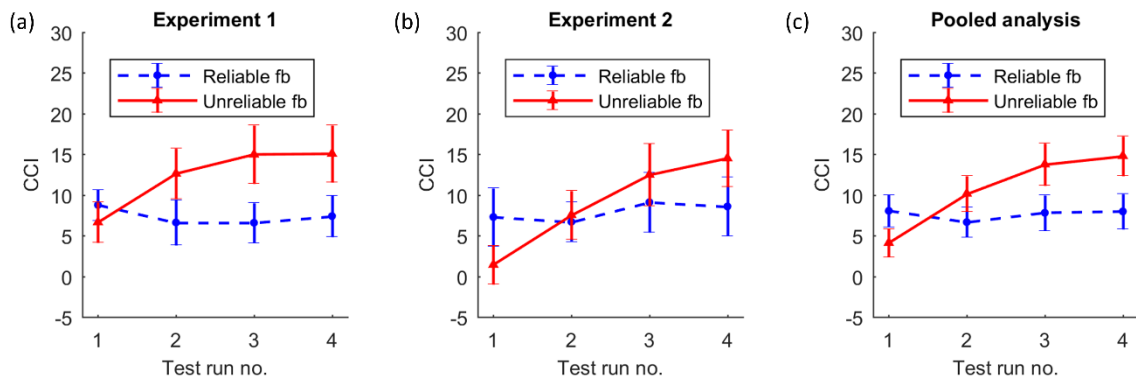 (a)
Experiment 1
30
25
20
15
10
5
0
-5
CCI
Reliable fb
Unreliable fb
1 2 3 4
Test run no.
(b)
Experiment 2
30
25
20
15
10
5
0
-5
CCI
Reliable fb
Unreliable fb
1 2 3 4
Test run no.
(c)
Pooled analysis
30
25
20
15
10
5
0
-5
CCI
Reliable fb
Unreliable fb
1 2 3 4
Test run no.